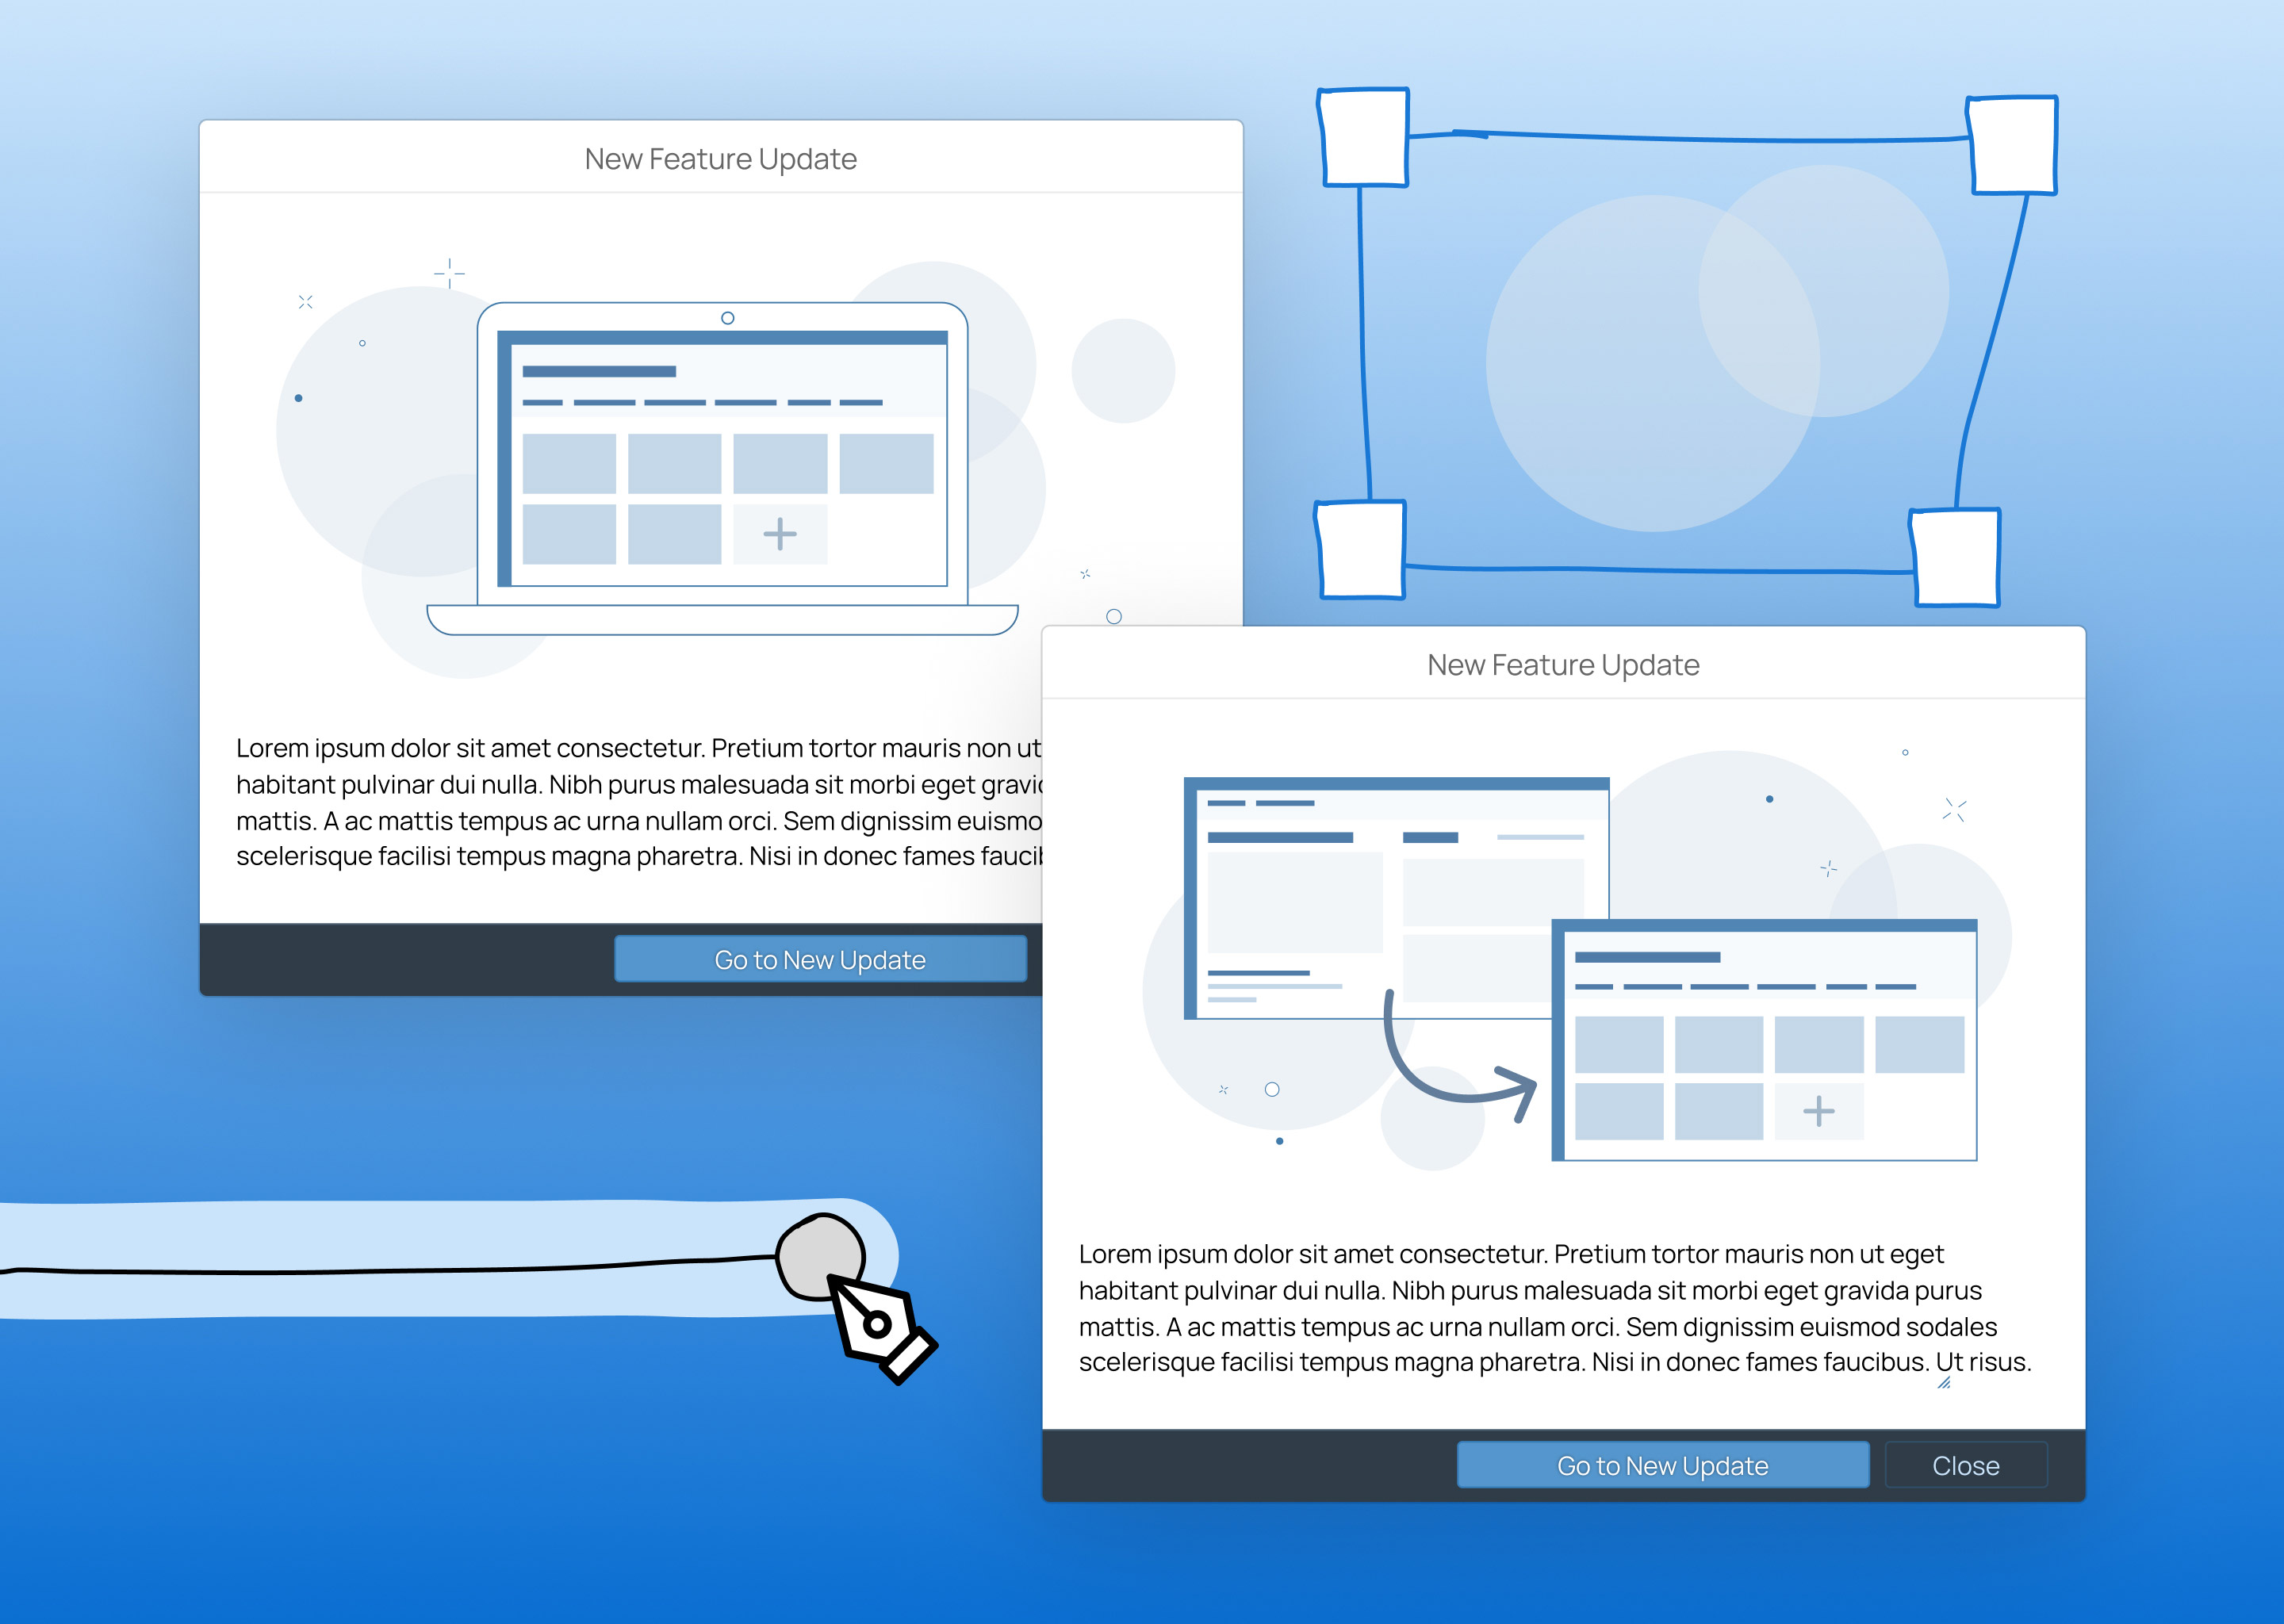 New Feature Update
Lorem ipsum dolor sit amet consectetur. Pretium tortor mauris non ut
habitant pulvinar dui nulla. Nibh purus malesuada sit morbi eget
mattis. A ac mattis tempus ac urna nullam orci. Sem dignissim
scelerisque facilisi tempus magna pharetra. Nisi in donec fames
Go to New Update
New Feature Update
Lorem ipsum dolor sit amet consectetur. Pretium tortor mauris non ut eget
habitant pulvinar dui nulla. Nibh purus malesuada sit morbi eget gravida purus
mattis. A ac mattis tempus ac urna nullam orci. Sem dignissim euismod sodales
scelerisque facilisi tempus magna pharetra. Nisi in donec fames faucibus. Ut risus.
Go to New Update
Close